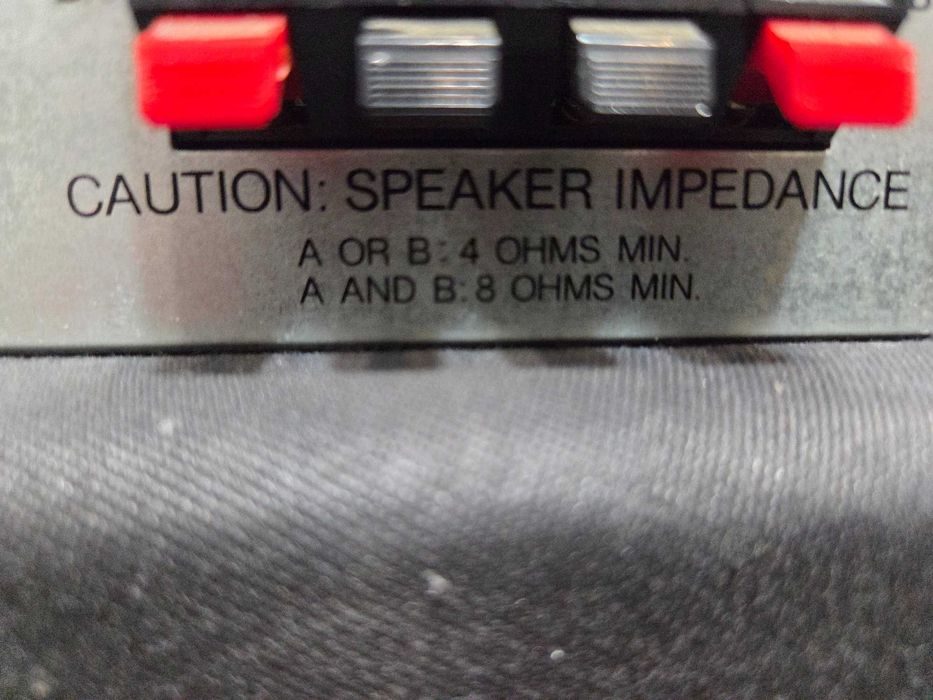 CAUTION: SPEAKER IMPEDANCE
A OR B: 4 OHMS MIN.
A AND B: 8 OHMS MIN.